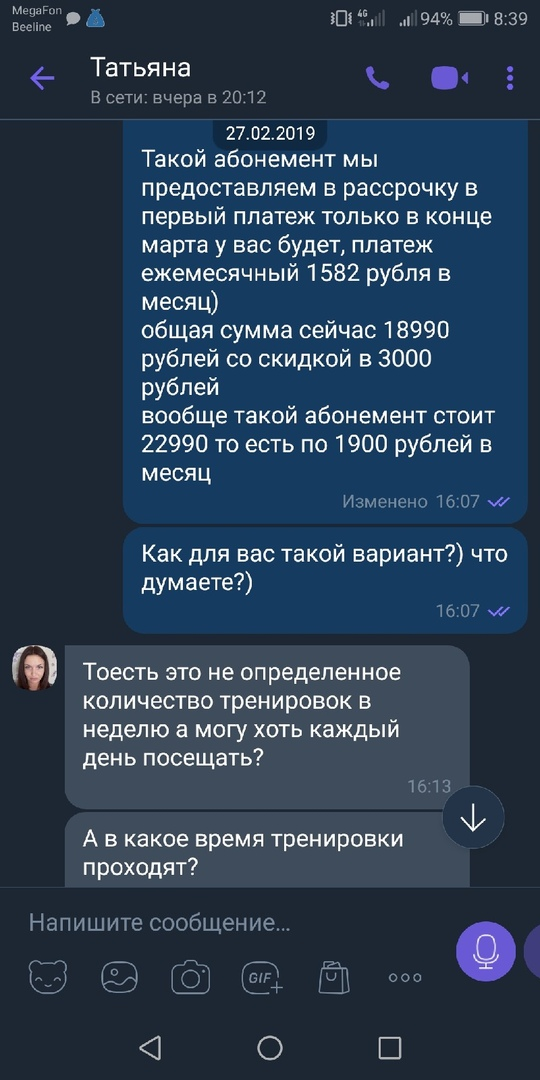 MegaFon
Beeline
4G
94%
8:39
Татьяна
В сети: вчера в 20:12
27.02.2019
Такой абонемент мы
предоставляем в рассрочку в
первый платеж только в конце
марта у вас будет, платеж
ежемесячный 1582 рубля в
месяц)
общая сумма сейчас 18990
рублей со скидкой в 3000
рублей
вообще такой абонемент стоит
22990 то есть по 1900 рублей в
месяц
Изменено 16:07
Как для вас такой вариант?) что
думаете?)
16:07
Тоесть это не определенное
количество тренировок в
неделю а могу хоть каждый
день посещать?
16:13
А в какое время тренировки
проходят?
Напишите сообщение...
GIF